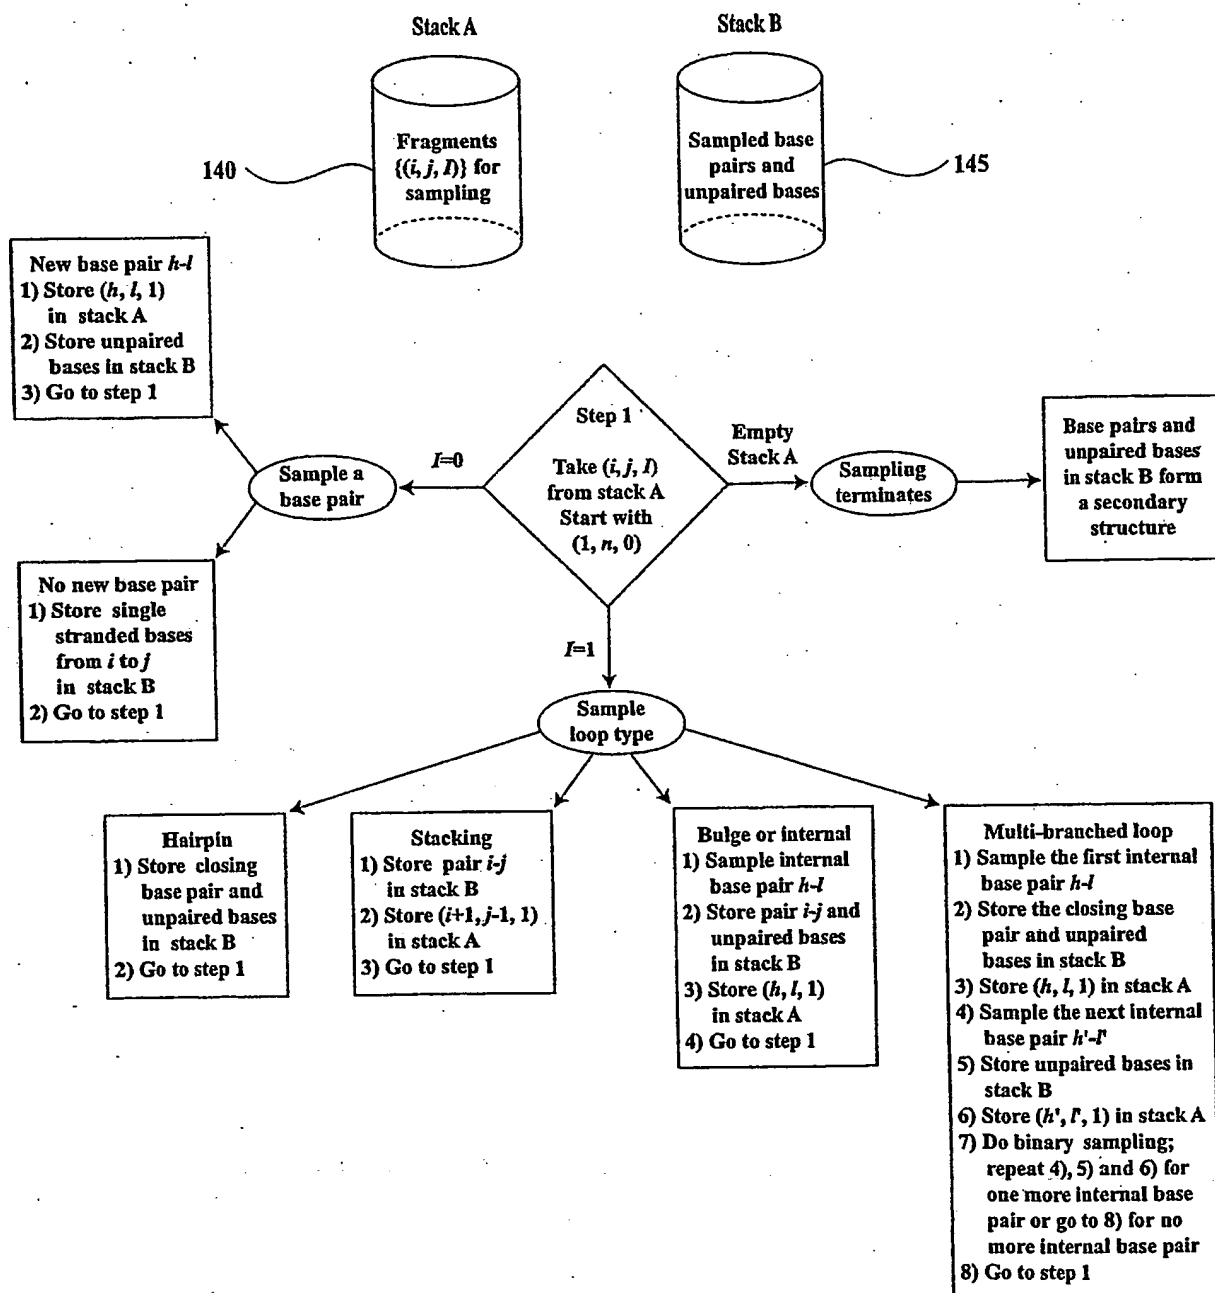 Stack A
Stack B
Fragments
{(i, j, I)} for
sampling
140
Sampled base
pairs and
unpaired bases
145
New base pair h-l
1) Store (h, l, 1)
in stack A
2) Store unpaired
bases in stack B
3) Go to step 1
Sample a
base pair
I=0
Step 1
Take (i, j, I)
from stack A
Start with
(1, n, 0)
Empty
Stack A
Sampling
terminates
Base pairs and
unpaired bases
in stack B form
a secondary
structure
No new base pair
1) Store single
stranded bases
from i to j
in stack B
2) Go to step 1
I=1
Sample
loop type
Hairpin
1) Store closing
base pair and
unpaired bases
in stack B
2) Go to step 1
Stacking
1) Store pair i-j
in stack B
2) Store (i+1, j-1, 1)
in stack A
3) Go to step 1
Bulge or internal
1) Sample internal
base pair h-l
2) Store pair i-j and
unpaired bases
in stack B
3) Store (h, l, 1)
in stack A
4) Go to step 1
Multi-branched loop
1) Sample the first internal
base pair h-l
2) Store the closing base
pair and unpaired
bases in stack B
3) Store (h, l, 1) in stack A
4) Sample the next internal
base pair h'-l'
5) Store unpaired bases in
stack B
6) Store (h', l', 1) in stack A
7) Do binary sampling;
repeat 4), 5) and 6) for
one more internal base
pair or go to 8) for no
more internal base pair
8) Go to step 1